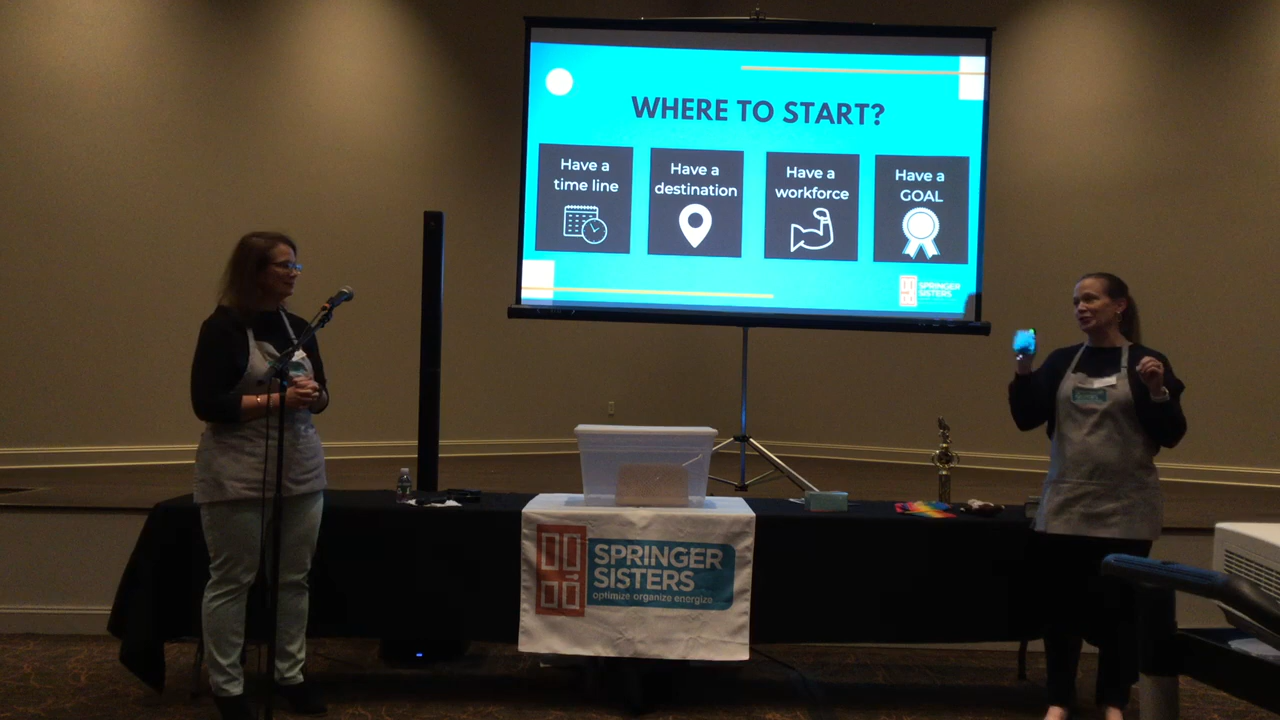 WHERE TO START?
Have a
time line
Have a
destination
Have a
workforce
Have a
GOAL
SPRINGER
SISTERS
SPRINGER
SISTERS
optimize organize energize